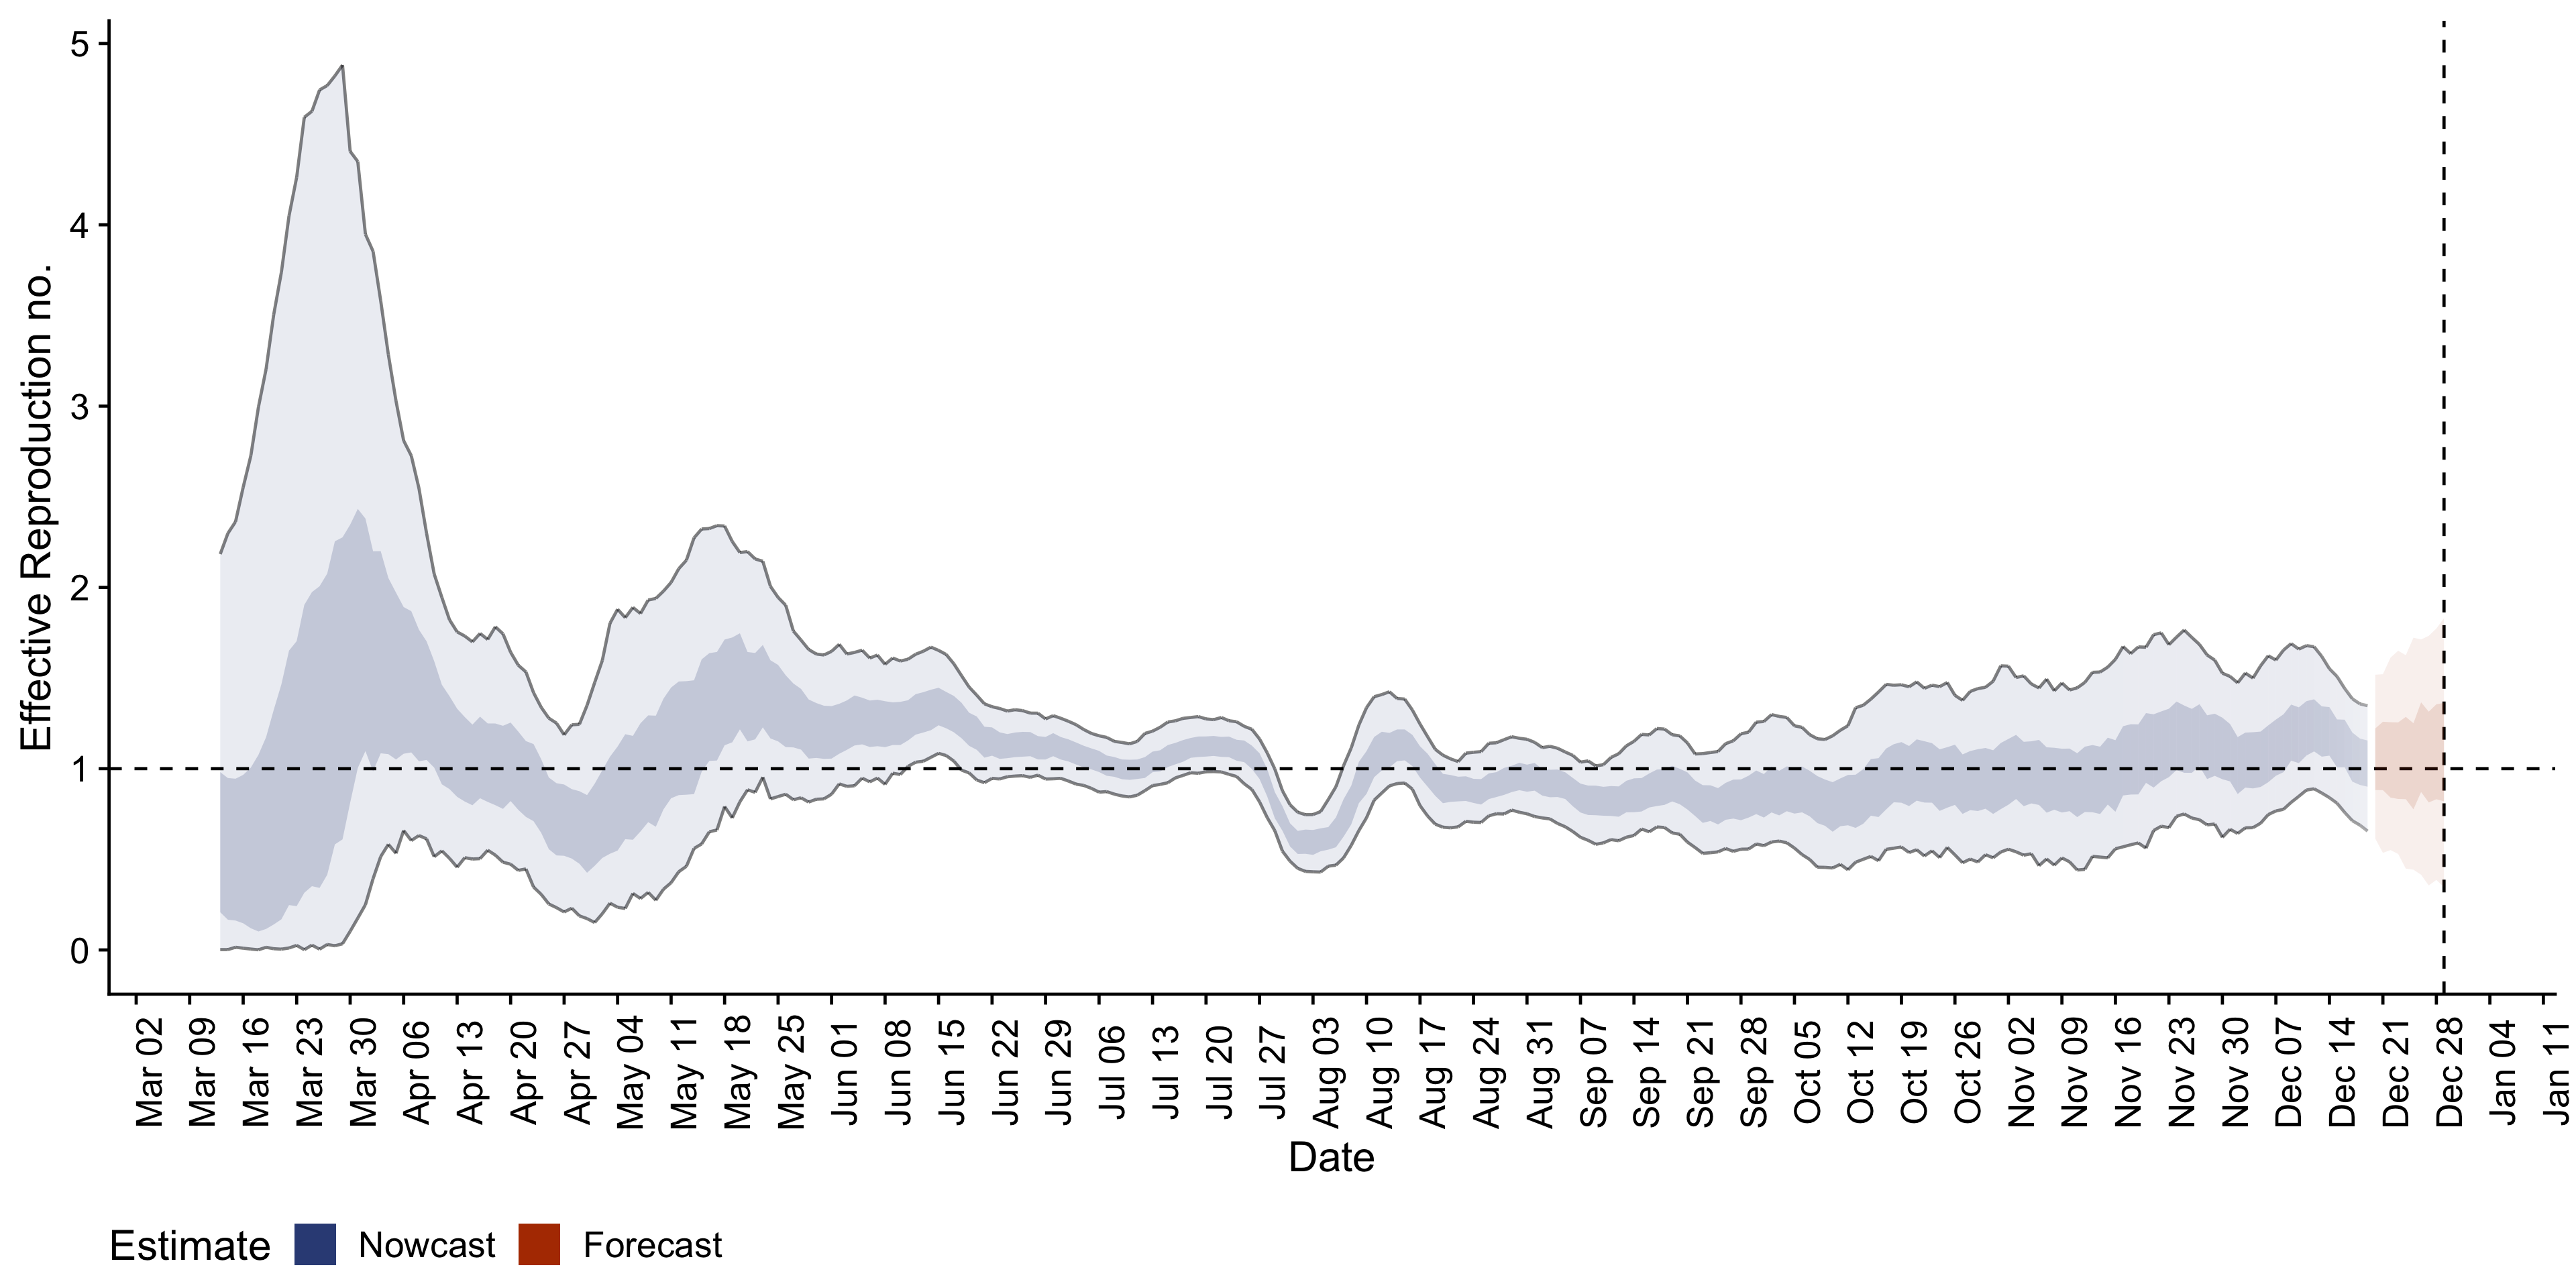 Effective Reproduction no.
5
4
3
2
1
0
Mar 02
Mar 09
Mar 16
Mar 23
Mar 30
Apr 06
Apr 13
Apr 20
Apr 27
May 04
May 11
May 18
May 25
Jun 01
Jun 08
Jun 15
Jun 22
Jun 29
Jul 06
Jul 13
Jul 20
Jul 27
Aug 03
Aug 10
Aug 17
Aug 24
Aug 31
Sep 07
Sep 14
Sep 21
Sep 28
Oct 05
Oct 12
Oct 19
Oct 26
Nov 02
Nov 09
Nov 16
Nov 23
Nov 30
Dec 07
Dec 14
Dec 21
Dec 28
Jan 04
Jan 11
Date
Estimate Nowcast Forecast